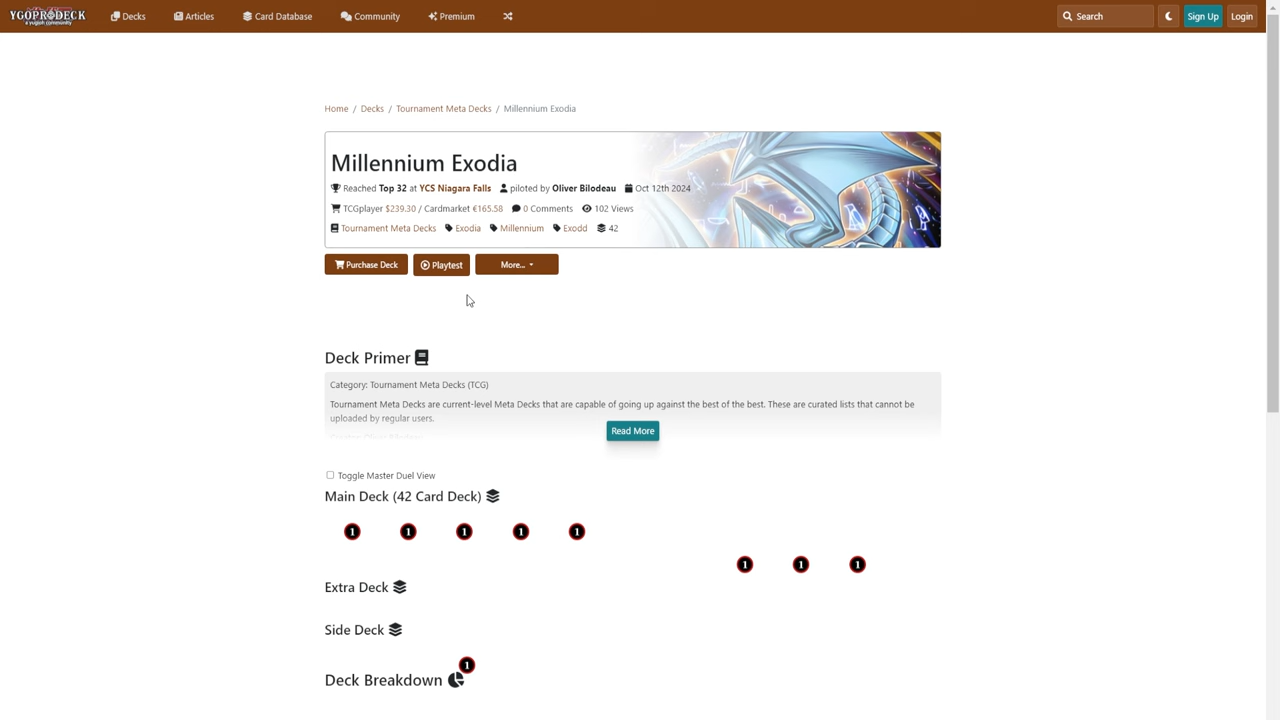 YGOPRODECK
a yugioh community
Decks
Articles
Card Database
Community
Premium
Search
Sign Up
Login
Home / Decks / Tournament Meta Decks / Millennium Exodia
Millennium Exodia
Reached Top 32 at YCS Niagara Falls piloted by Oliver Bilodeau Oct 12th 2024
TCGplayer $239.30 / Cardmarket €165.58 0 Comments 102 Views
Tournament Meta Decks Exodia Millennium Exodd 42
Purchase Deck
Playtest
More...
Deck Primer
Category: Tournament Meta Decks (TCG)
Tournament Meta Decks are current-level Meta Decks that are capable of going up against the best of the best. These are curated lists that cannot be
uploaded by regular users.
Read More
Toggle Master Duel View
Main Deck (42 Card Deck)
1 1 1 1 1
1 1 1
Extra Deck
Side Deck
1
Deck Breakdown